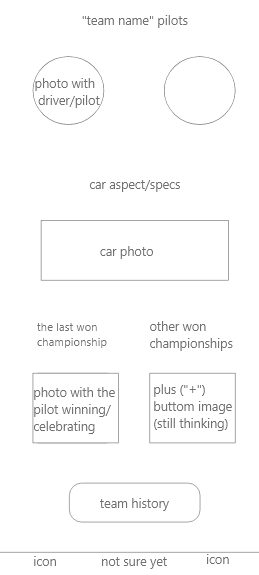 "team name" pilots
photo with
driver/pilot
car aspect/specs
car photo
the last won
championship
other won
championships
photo with the
pilot winning/
celebrating
plus ("+")
buttom image
(still thinking)
team history
icon
not sure yet
icon